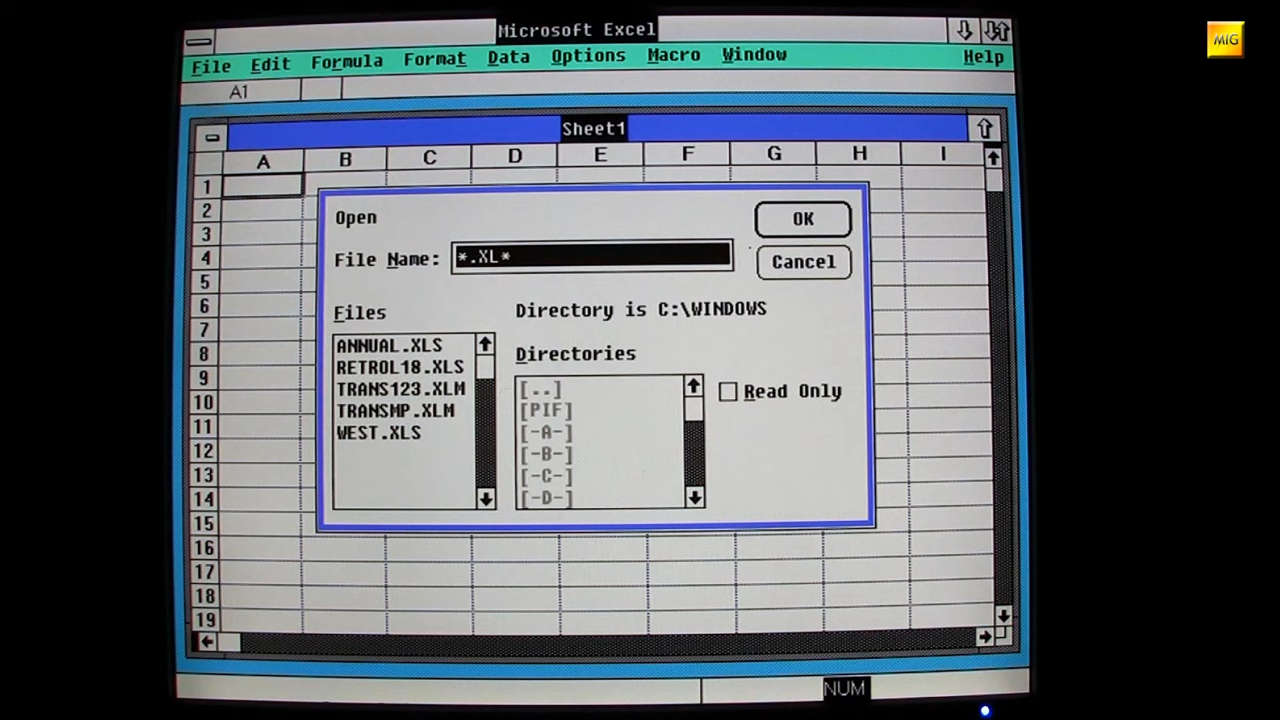 Microsoft Excel
MIG
File Edit Formula Format Data Options Macro Window Help
A1
Sheet1
A B C D E F G H I
1
2
3
4
5
6
7
8
9
10
11
12
13
14
15
16
17
18
19
Open
OK
File Name: *.XL*
Cancel
Files
Directory is C:\WINDOWS
ANNUAL.XLS
RETROL18.XLS
TRANS123.XLM
TRANSMP.XLM
WEST.XLS
Directories
[..]
[PIF]
[-A-]
[-B-]
[-C-]
[-D-]
Read Only
NUM